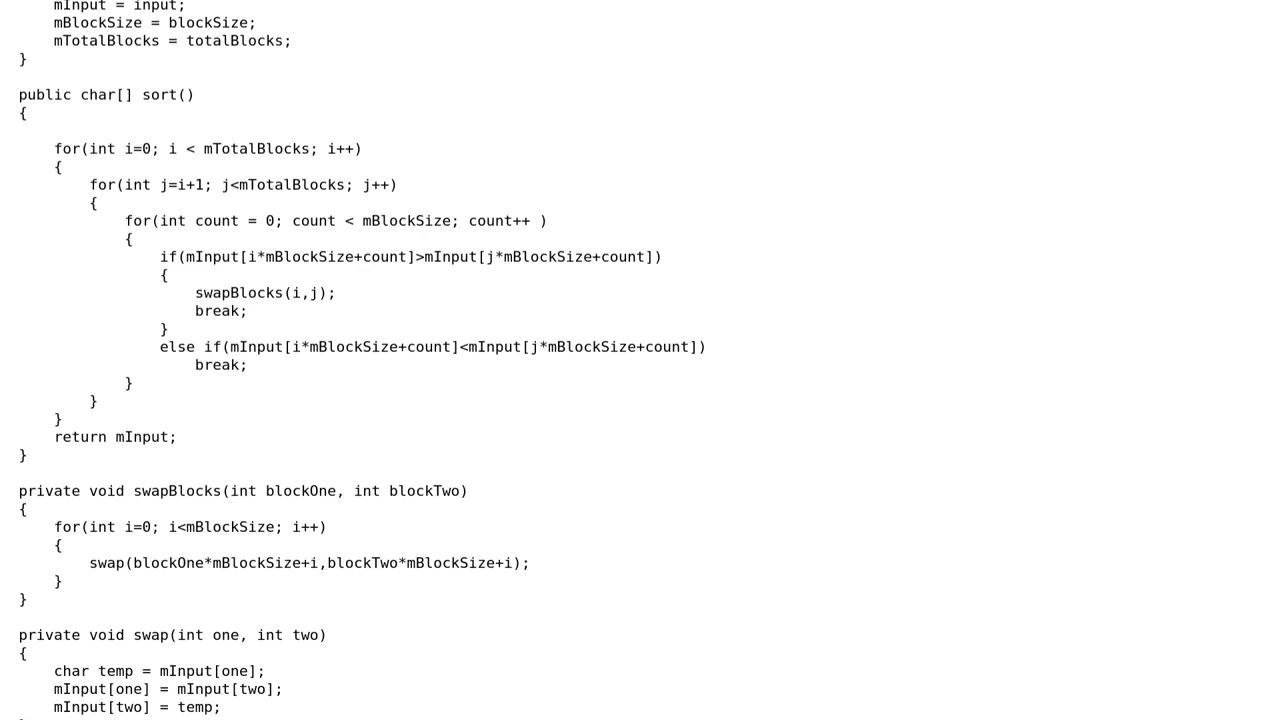 mInput = input;
    mBlockSize = blockSize;
    mTotalBlocks = totalBlocks;
}

public char[] sort()
{

    for(int i=0; i < mTotalBlocks; i++)
    {
        for(int j=i+1; j<mTotalBlocks; j++)
        {
            for(int count = 0; count < mBlockSize; count++ )
            {
                if(mInput[i*mBlockSize+count]>mInput[j*mBlockSize+count])
                {
                    swapBlocks(i,j);
                    break;
                }
                else if(mInput[i*mBlockSize+count]<mInput[j*mBlockSize+count])
                    break;
            }
        }
    }
    return mInput;
}

private void swapBlocks(int blockOne, int blockTwo)
{
    for(int i=0; i<mBlockSize; i++)
    {
        swap(blockOne*mBlockSize+i,blockTwo*mBlockSize+i);
    }
}

private void swap(int one, int two)
{
    char temp = mInput[one];
    mInput[one] = mInput[two];
    mInput[two] = temp;